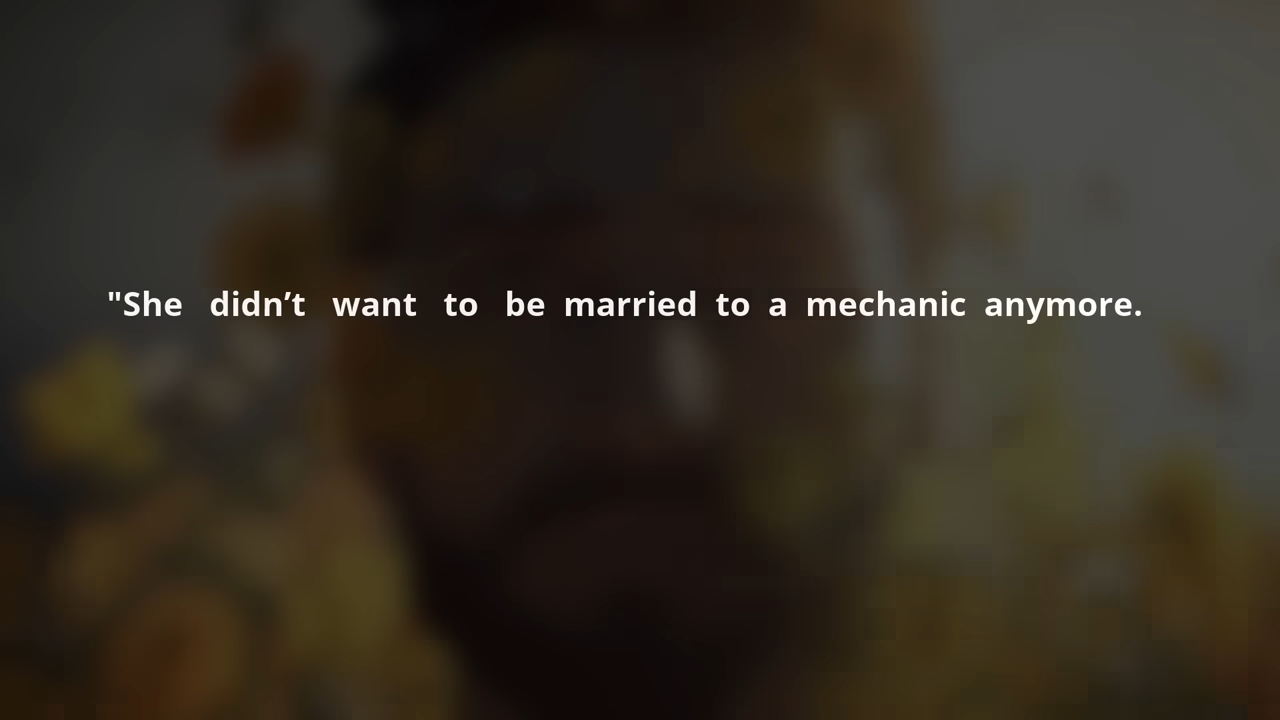 "She didn’t want to be married to a mechanic anymore.